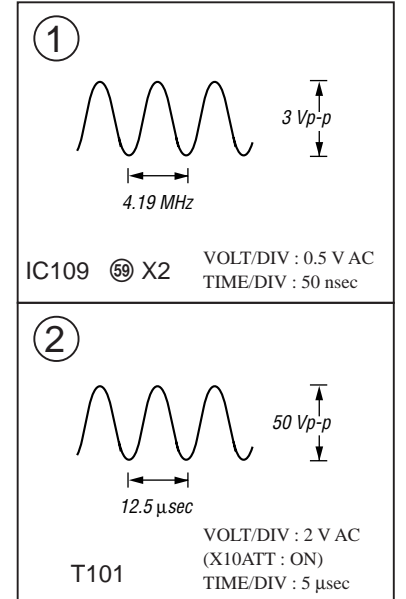 ①
3 Vp-p
4.19 MHz
IC109 59 X2
VOLT/DIV : 0.5 V AC
TIME/DIV : 50 nsec
②
50 Vp-p
12.5 µsec
T101
VOLT/DIV : 2 V AC
(X10ATT : ON)
TIME/DIV : 5 µsec